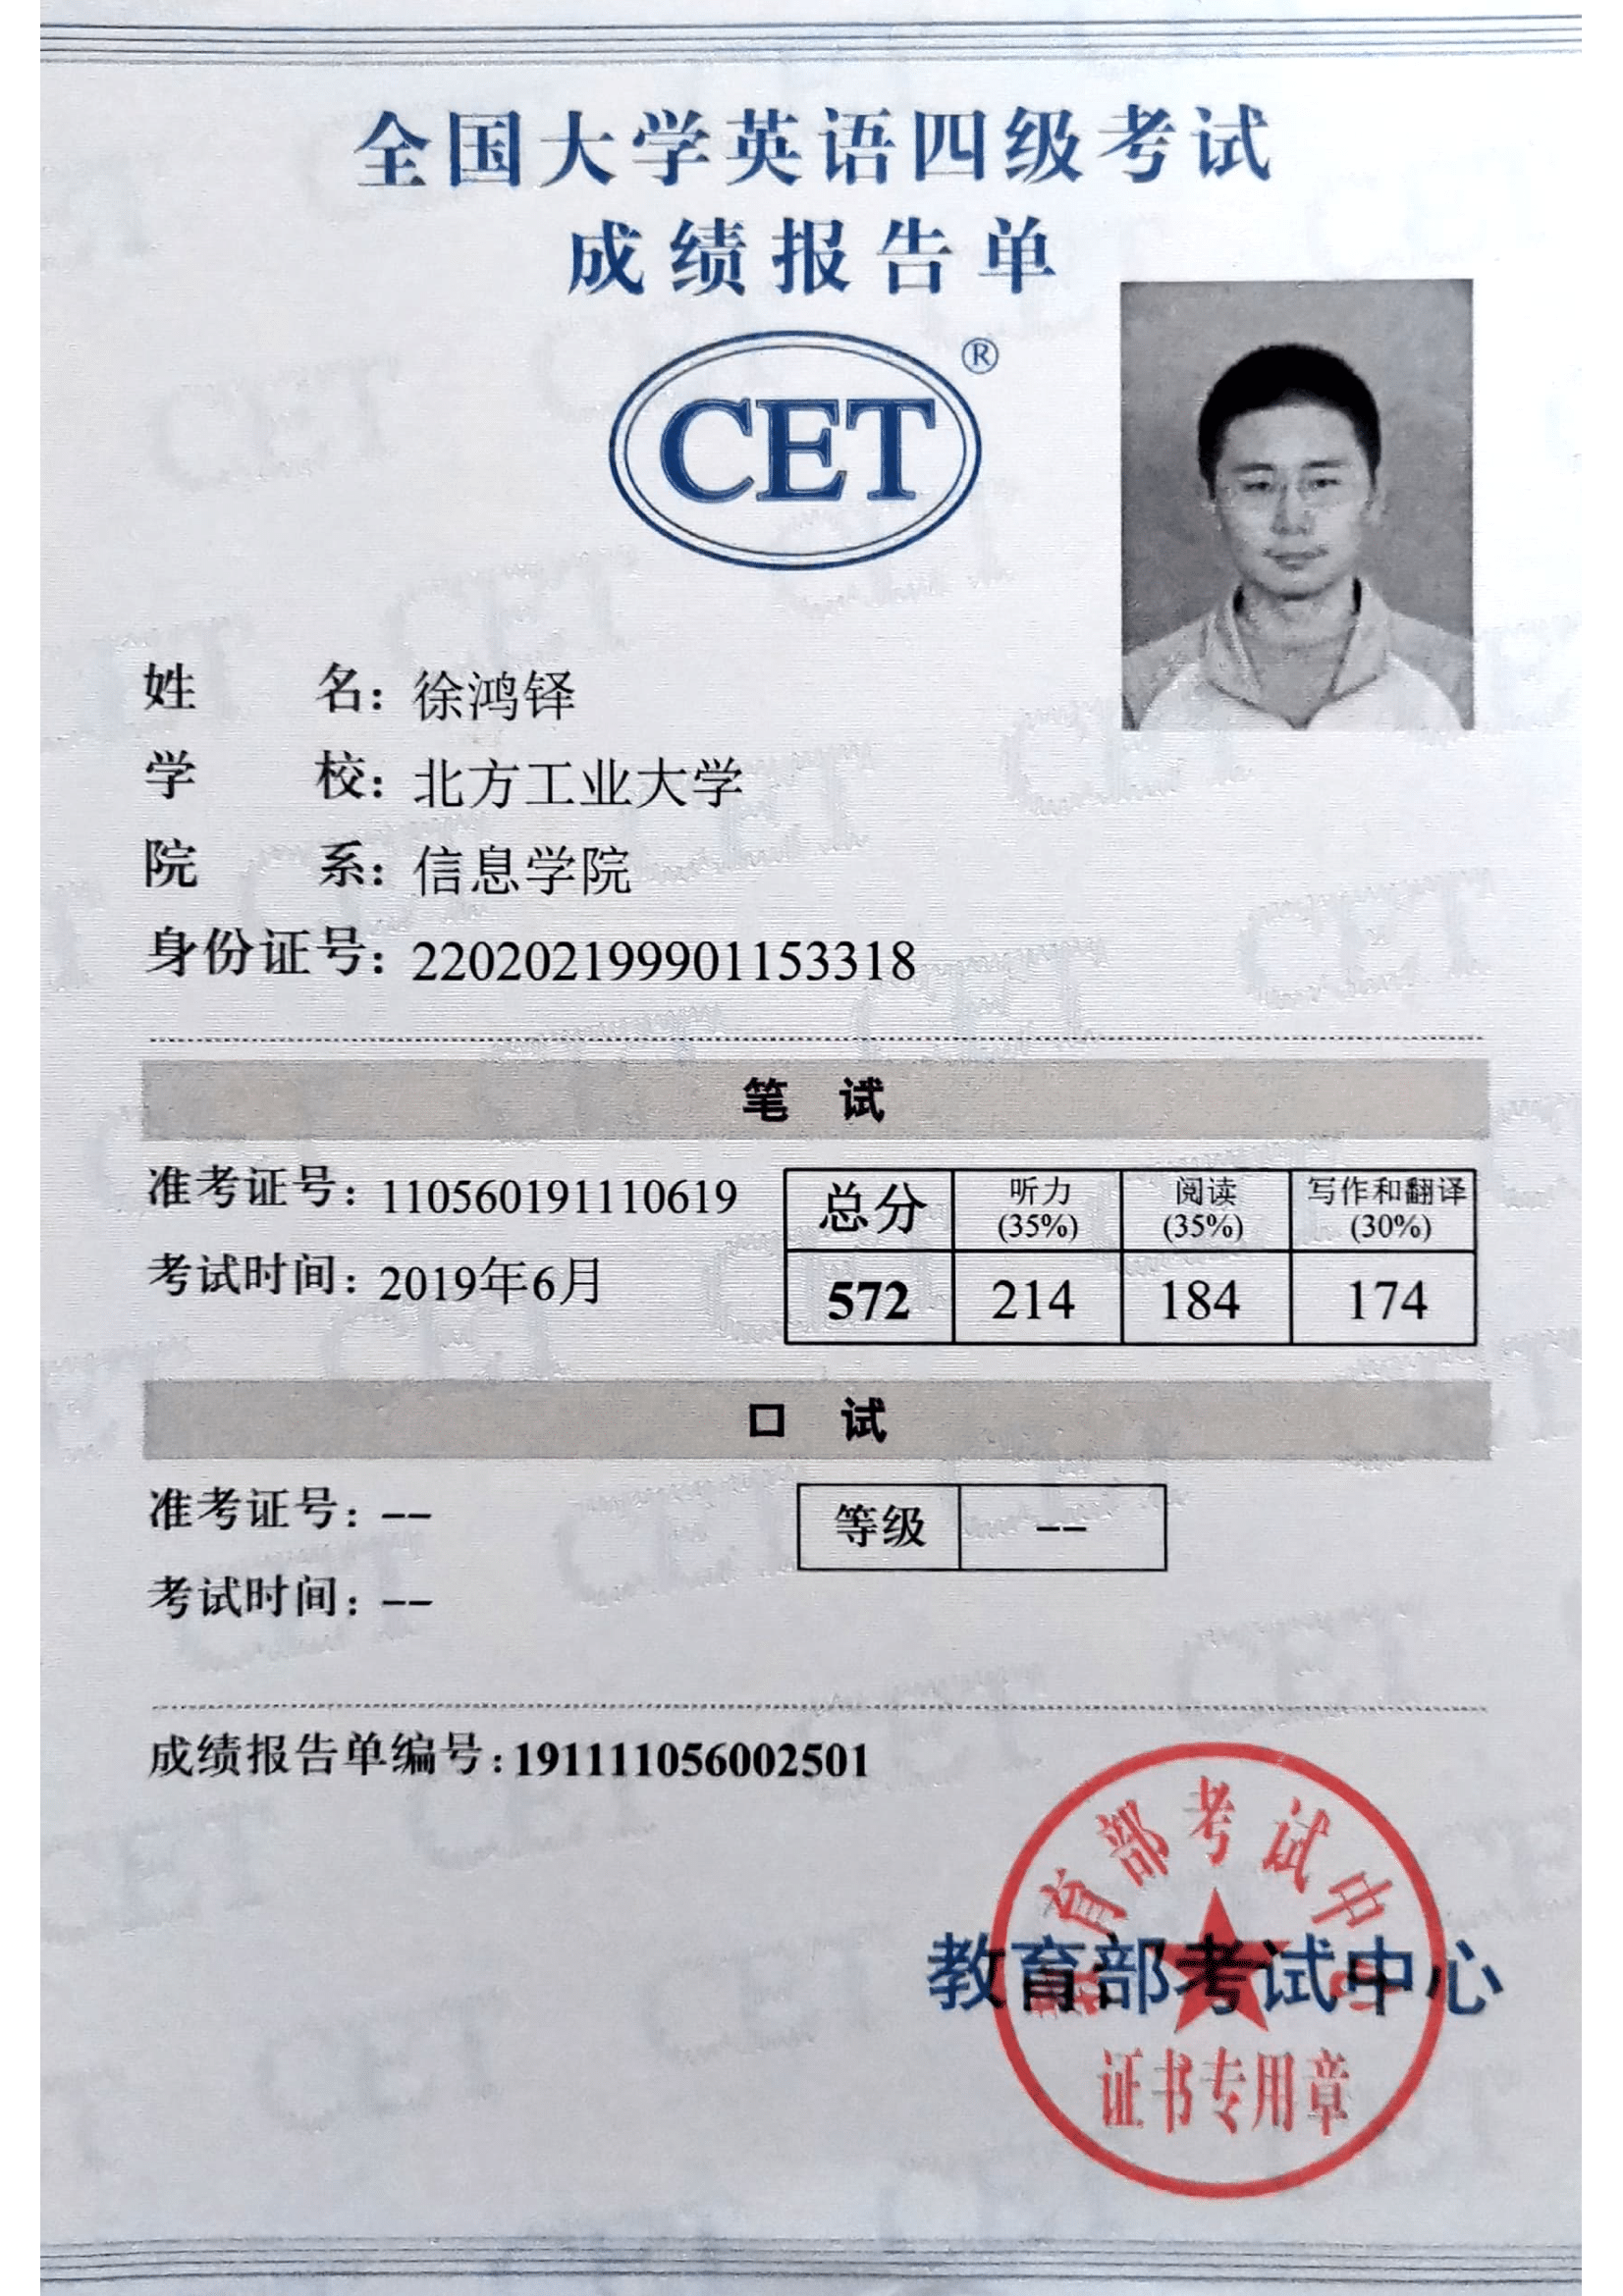 全国大学英语四级考试
成绩报告单
CET®
姓名：徐鸿铎
学校：北方工业大学
院系：信息学院
身份证号：220202199901153318
笔 试
准考证号：110560191110619
考试时间：2019年6月
总分 听力(35%) 阅读(35%) 写作和翻译(30%)
572 214 184 174
口 试
准考证号：--
考试时间：--
等级 --
成绩报告单编号：191111056002501
教育部考试中心
教育部考试中心
证书专用章